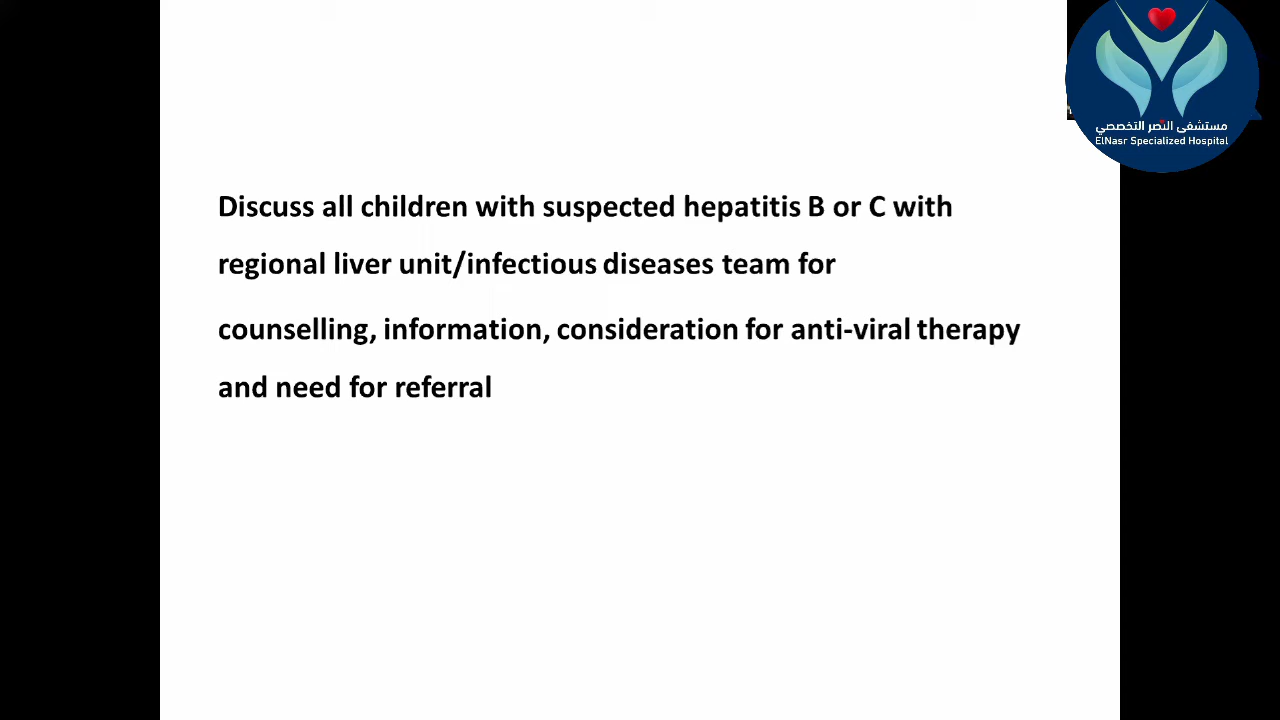 مستشفى النصر التخصصي
ElNasr Specialized Hospital
Discuss all children with suspected hepatitis B or C with
regional liver unit/infectious diseases team for
counselling, information, consideration for anti-viral therapy
and need for referral